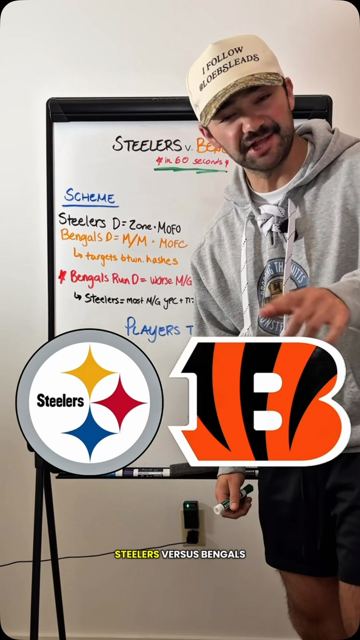 I FOLLOW
@LOEBSLEADS
STEELERS v.
* in 60 seconds *
SCHEME
Steelers D = Zone · MOFO
Bengals D = M/M · MOFC
targets btwn. hashes
* Bengals Run D = worse M/G
Steelers = most M/G ypc +
PLAYERS T
Steelers
B
STEELERS VERSUS BENGALS